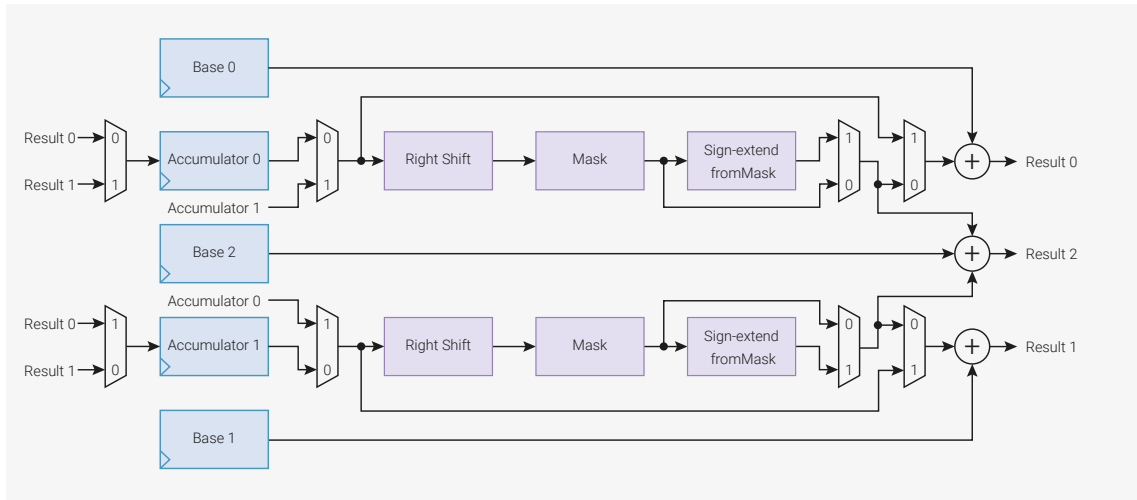 Base 0
Result 0
0
Accumulator 0
0
Right Shift
Mask
Sign-extend
fromMask
1
1
+
Result 0
Result 1
1
1
0
0
Accumulator 1
Base 2
+
Result 2
Accumulator 0
Result 0
1
Accumulator 1
1
Right Shift
Mask
Sign-extend
fromMask
0
0
+
Result 1
Result 1
0
0
1
1
Base 1